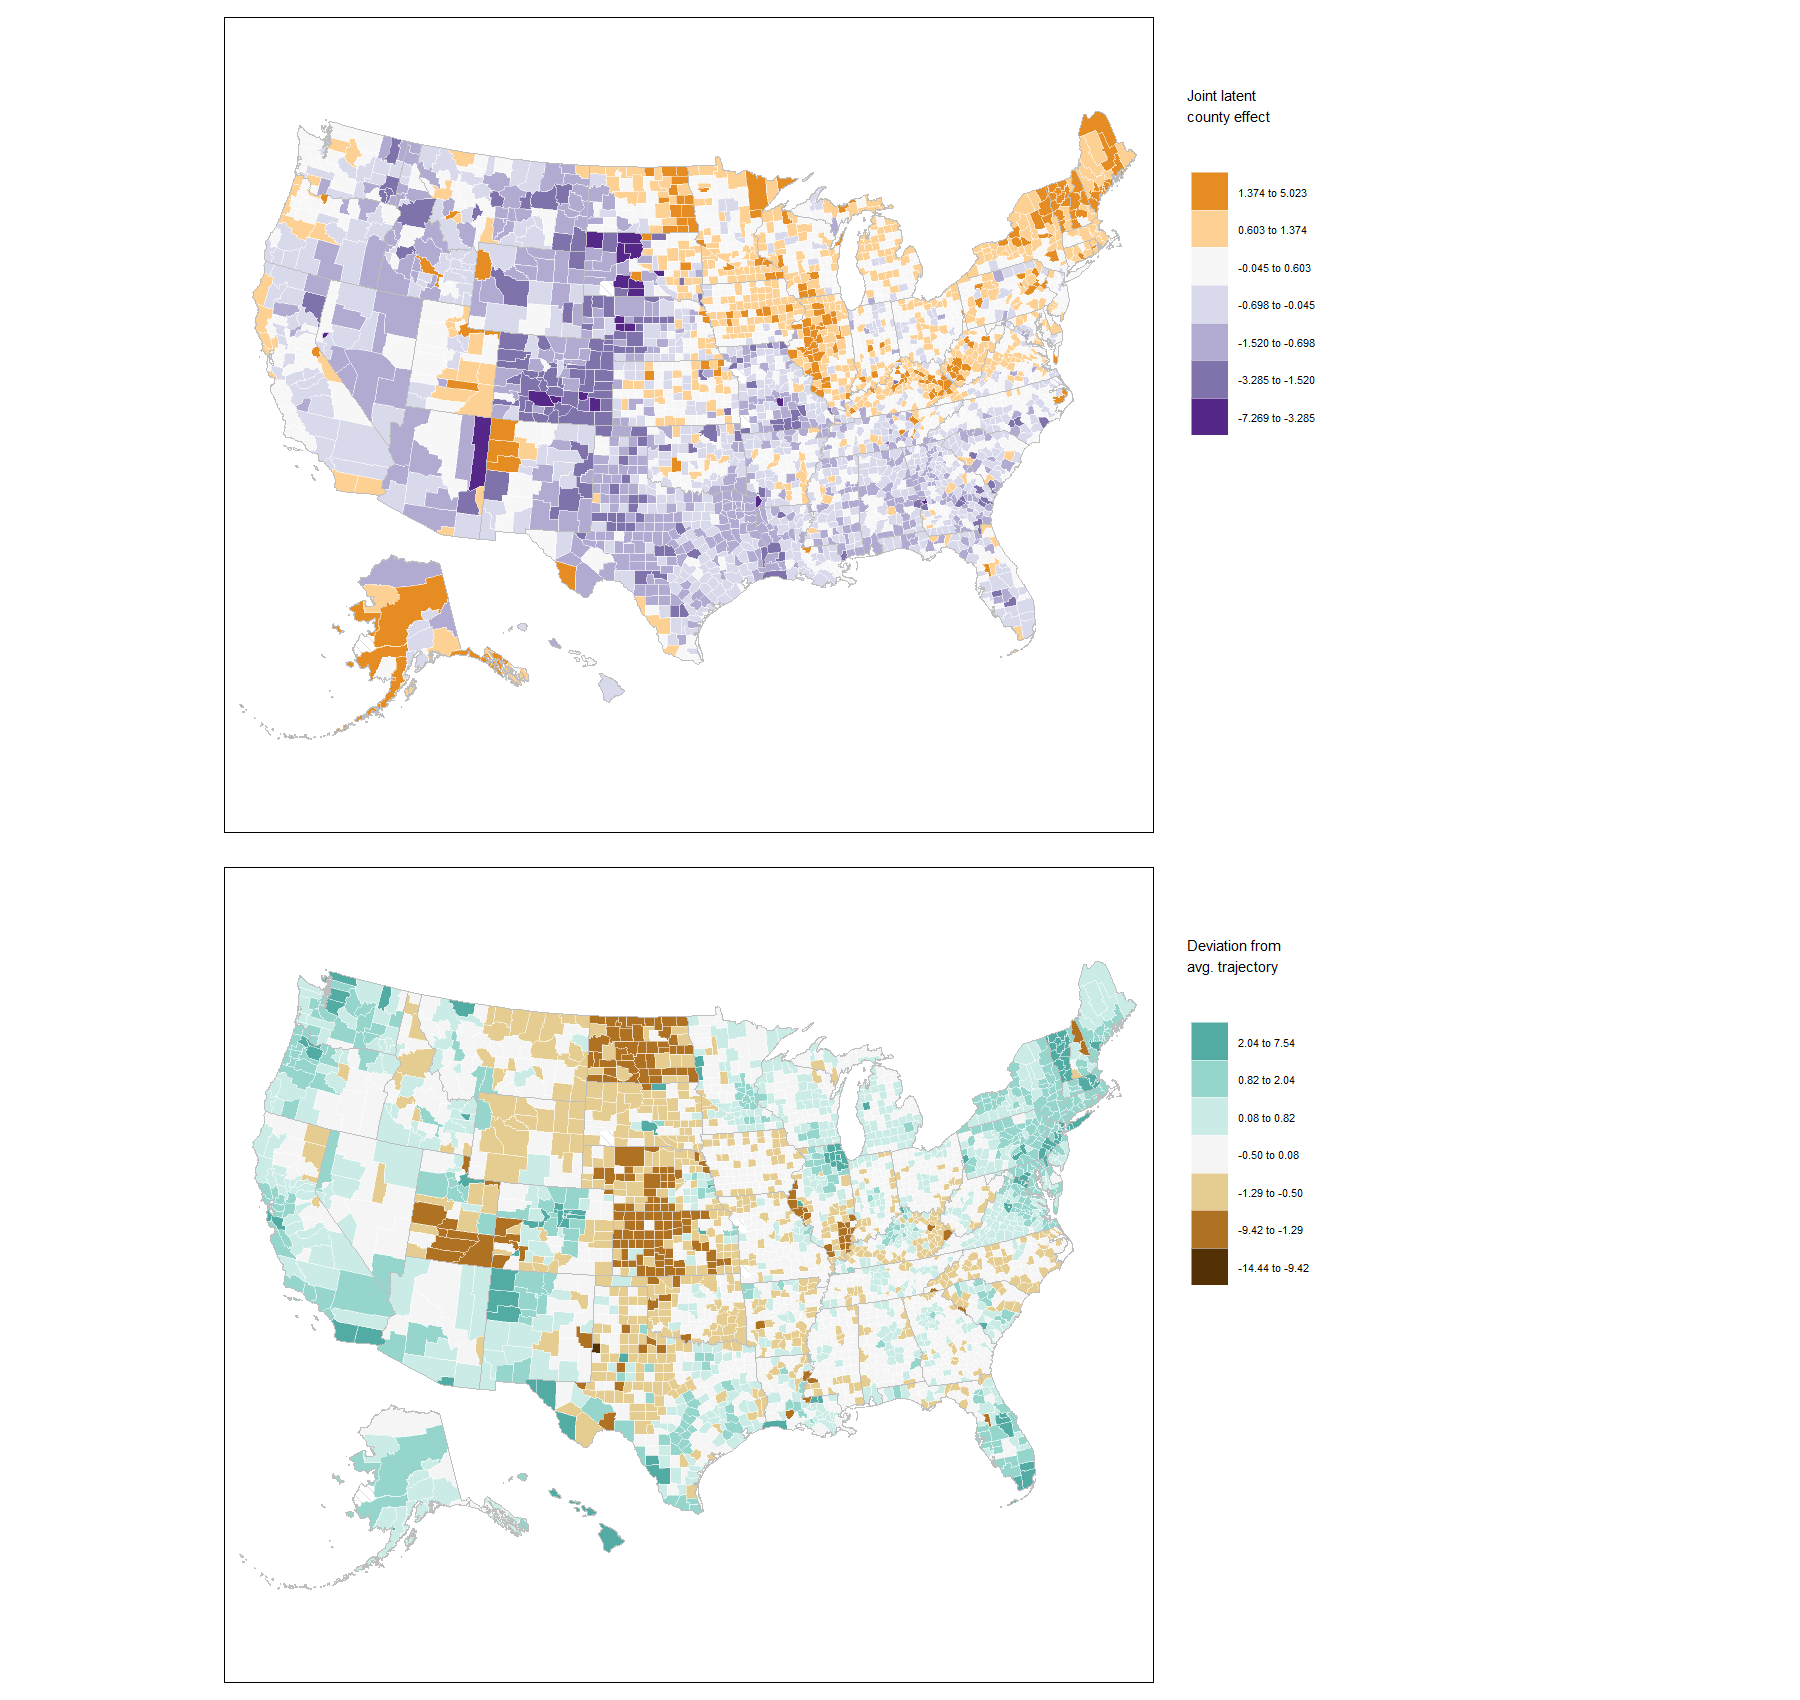 Joint latent
county effect
1.374 to 5.023
0.603 to 1.374
-0.045 to 0.603
-0.698 to -0.045
-1.520 to -0.698
-3.285 to -1.520
-7.269 to -3.285
Deviation from
avg. trajectory
2.04 to 7.54
0.82 to 2.04
0.08 to 0.82
-0.50 to 0.08
-1.29 to -0.50
-9.42 to -1.29
-14.44 to -9.42